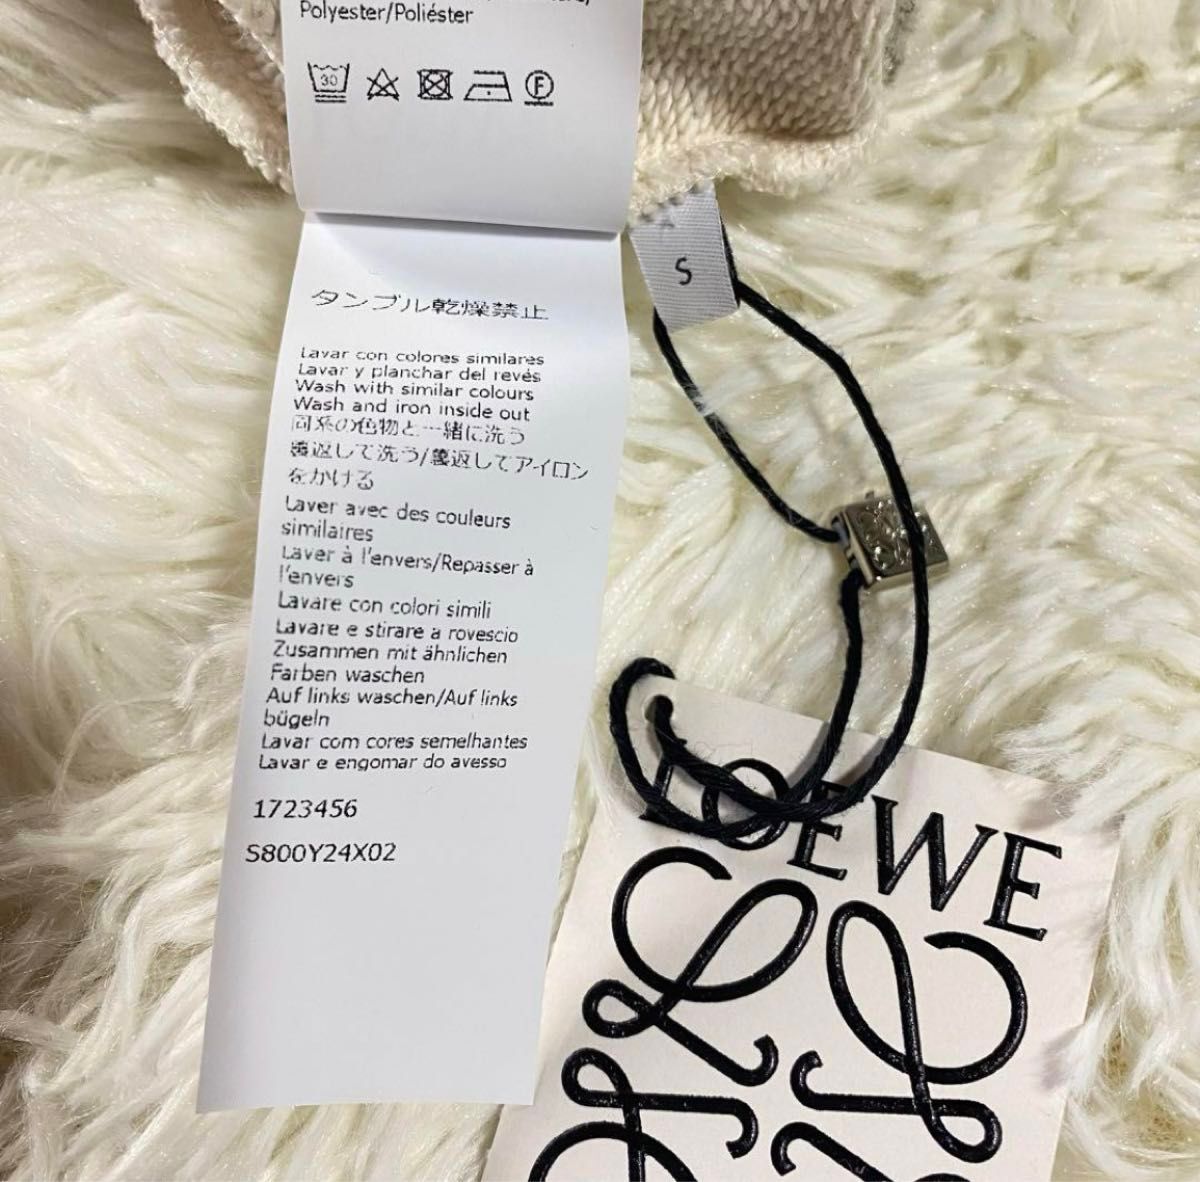 Polyester/Poliéster
30
F
S
タンブル乾燥禁止
Lavar con colores similares
Lavar y planchar del revés
Wash with similar colours
Wash and iron inside out
同系の色物と一緒に洗う
裏返して洗う/裏返してアイロン
をかける
Laver avec des couleurs
similaires
Laver à l'envers/Repasser à
l'envers
Lavare con colori simili
Lavare e stirare a rovescio
Zusammen mit ähnlichen
Farben waschen
Auf links waschen/Auf links
bügeln
Lavar com cores semelhantes
Lavar e engomar do avesso
1723456
S800Y24X02
LOEWE